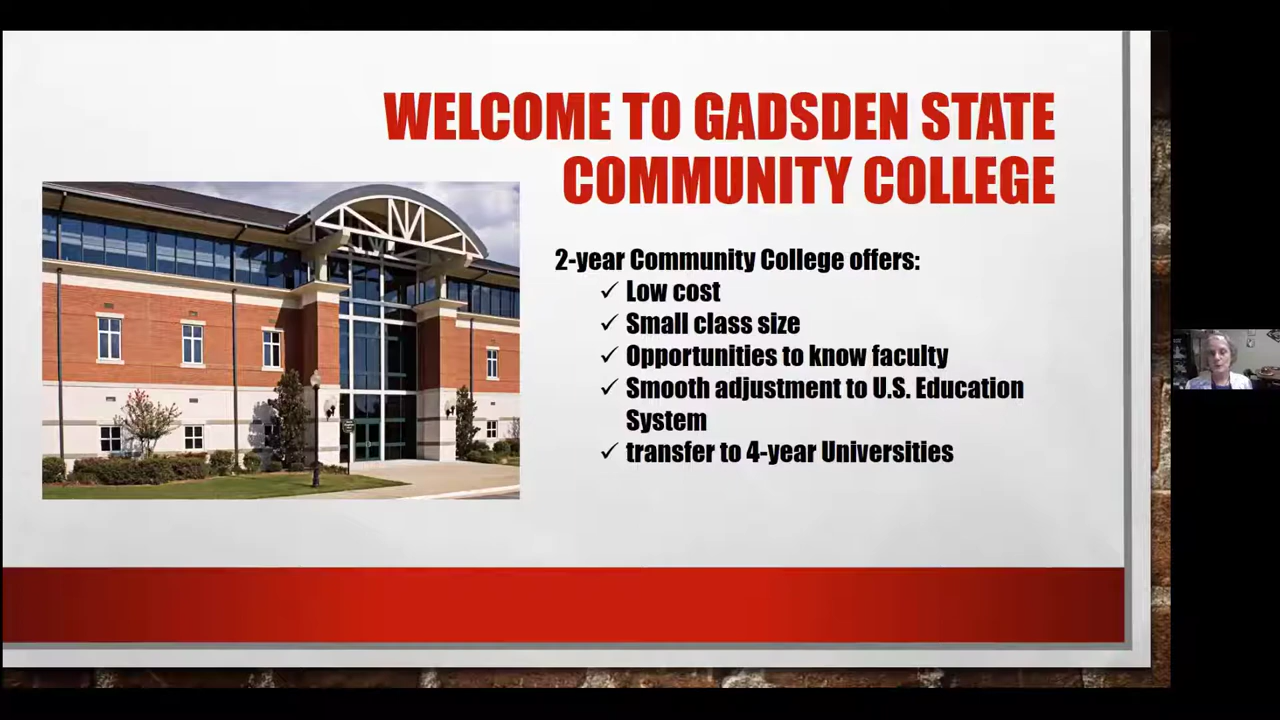 WELCOME TO GADSDEN STATE
COMMUNITY COLLEGE
2-year Community College offers:
✓ Low cost
✓ Small class size
✓ Opportunities to know faculty
✓ Smooth adjustment to U.S. Education
System
✓ transfer to 4-year Universities